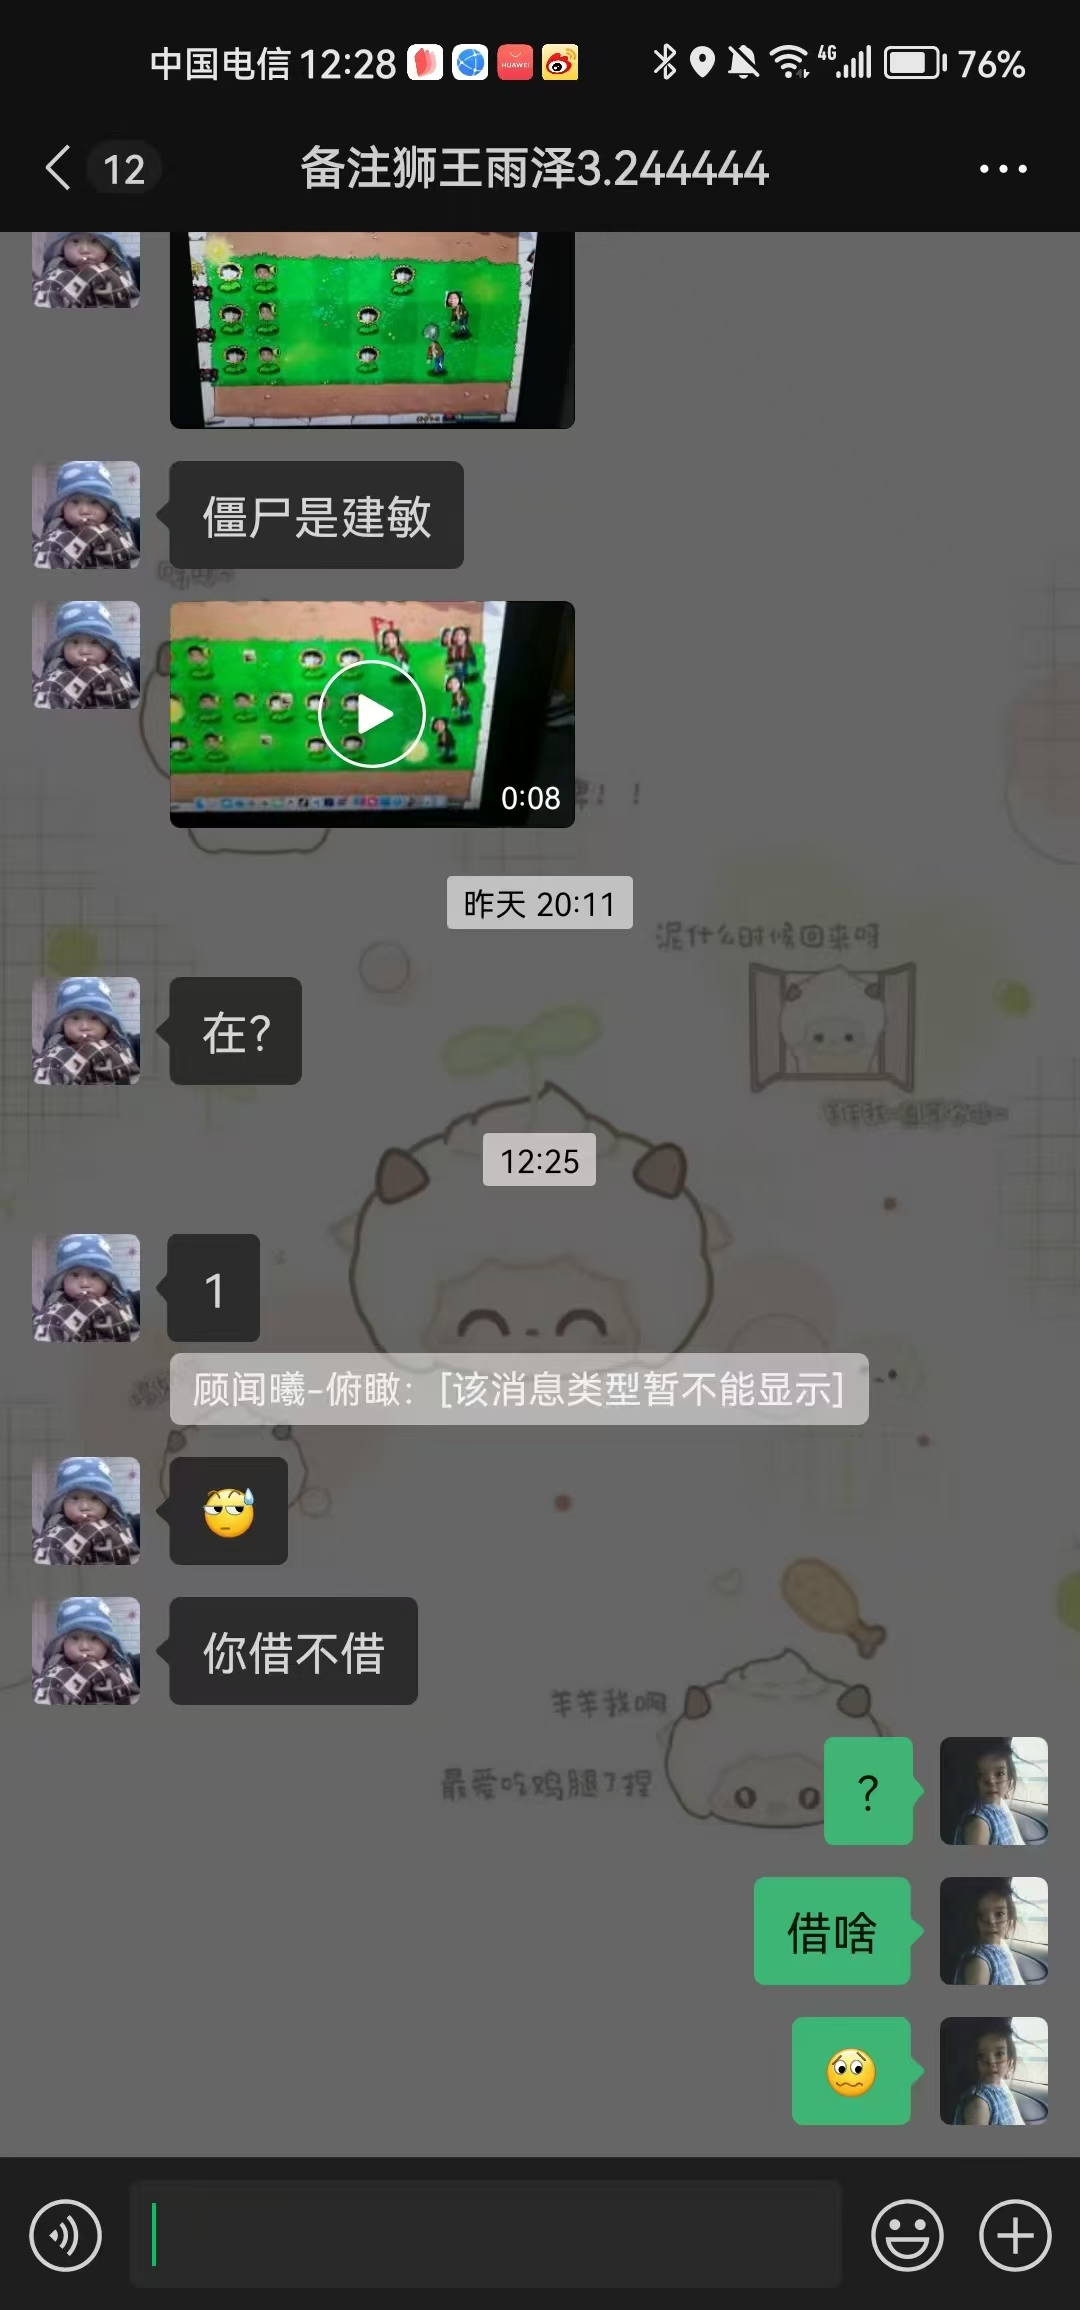 中国电信 12:28
HUAWEI
4G
76%
12
备注狮王雨泽3.244444
僵尸是建敏
0:08
昨天 20:11
泥什么时候回来呀
在?
12:25
1
顾闻曦-俯瞰：[该消息类型暂不能显示]
你借不借
羊羊我啊
最爱吃鸡腿了捏
?
借啥